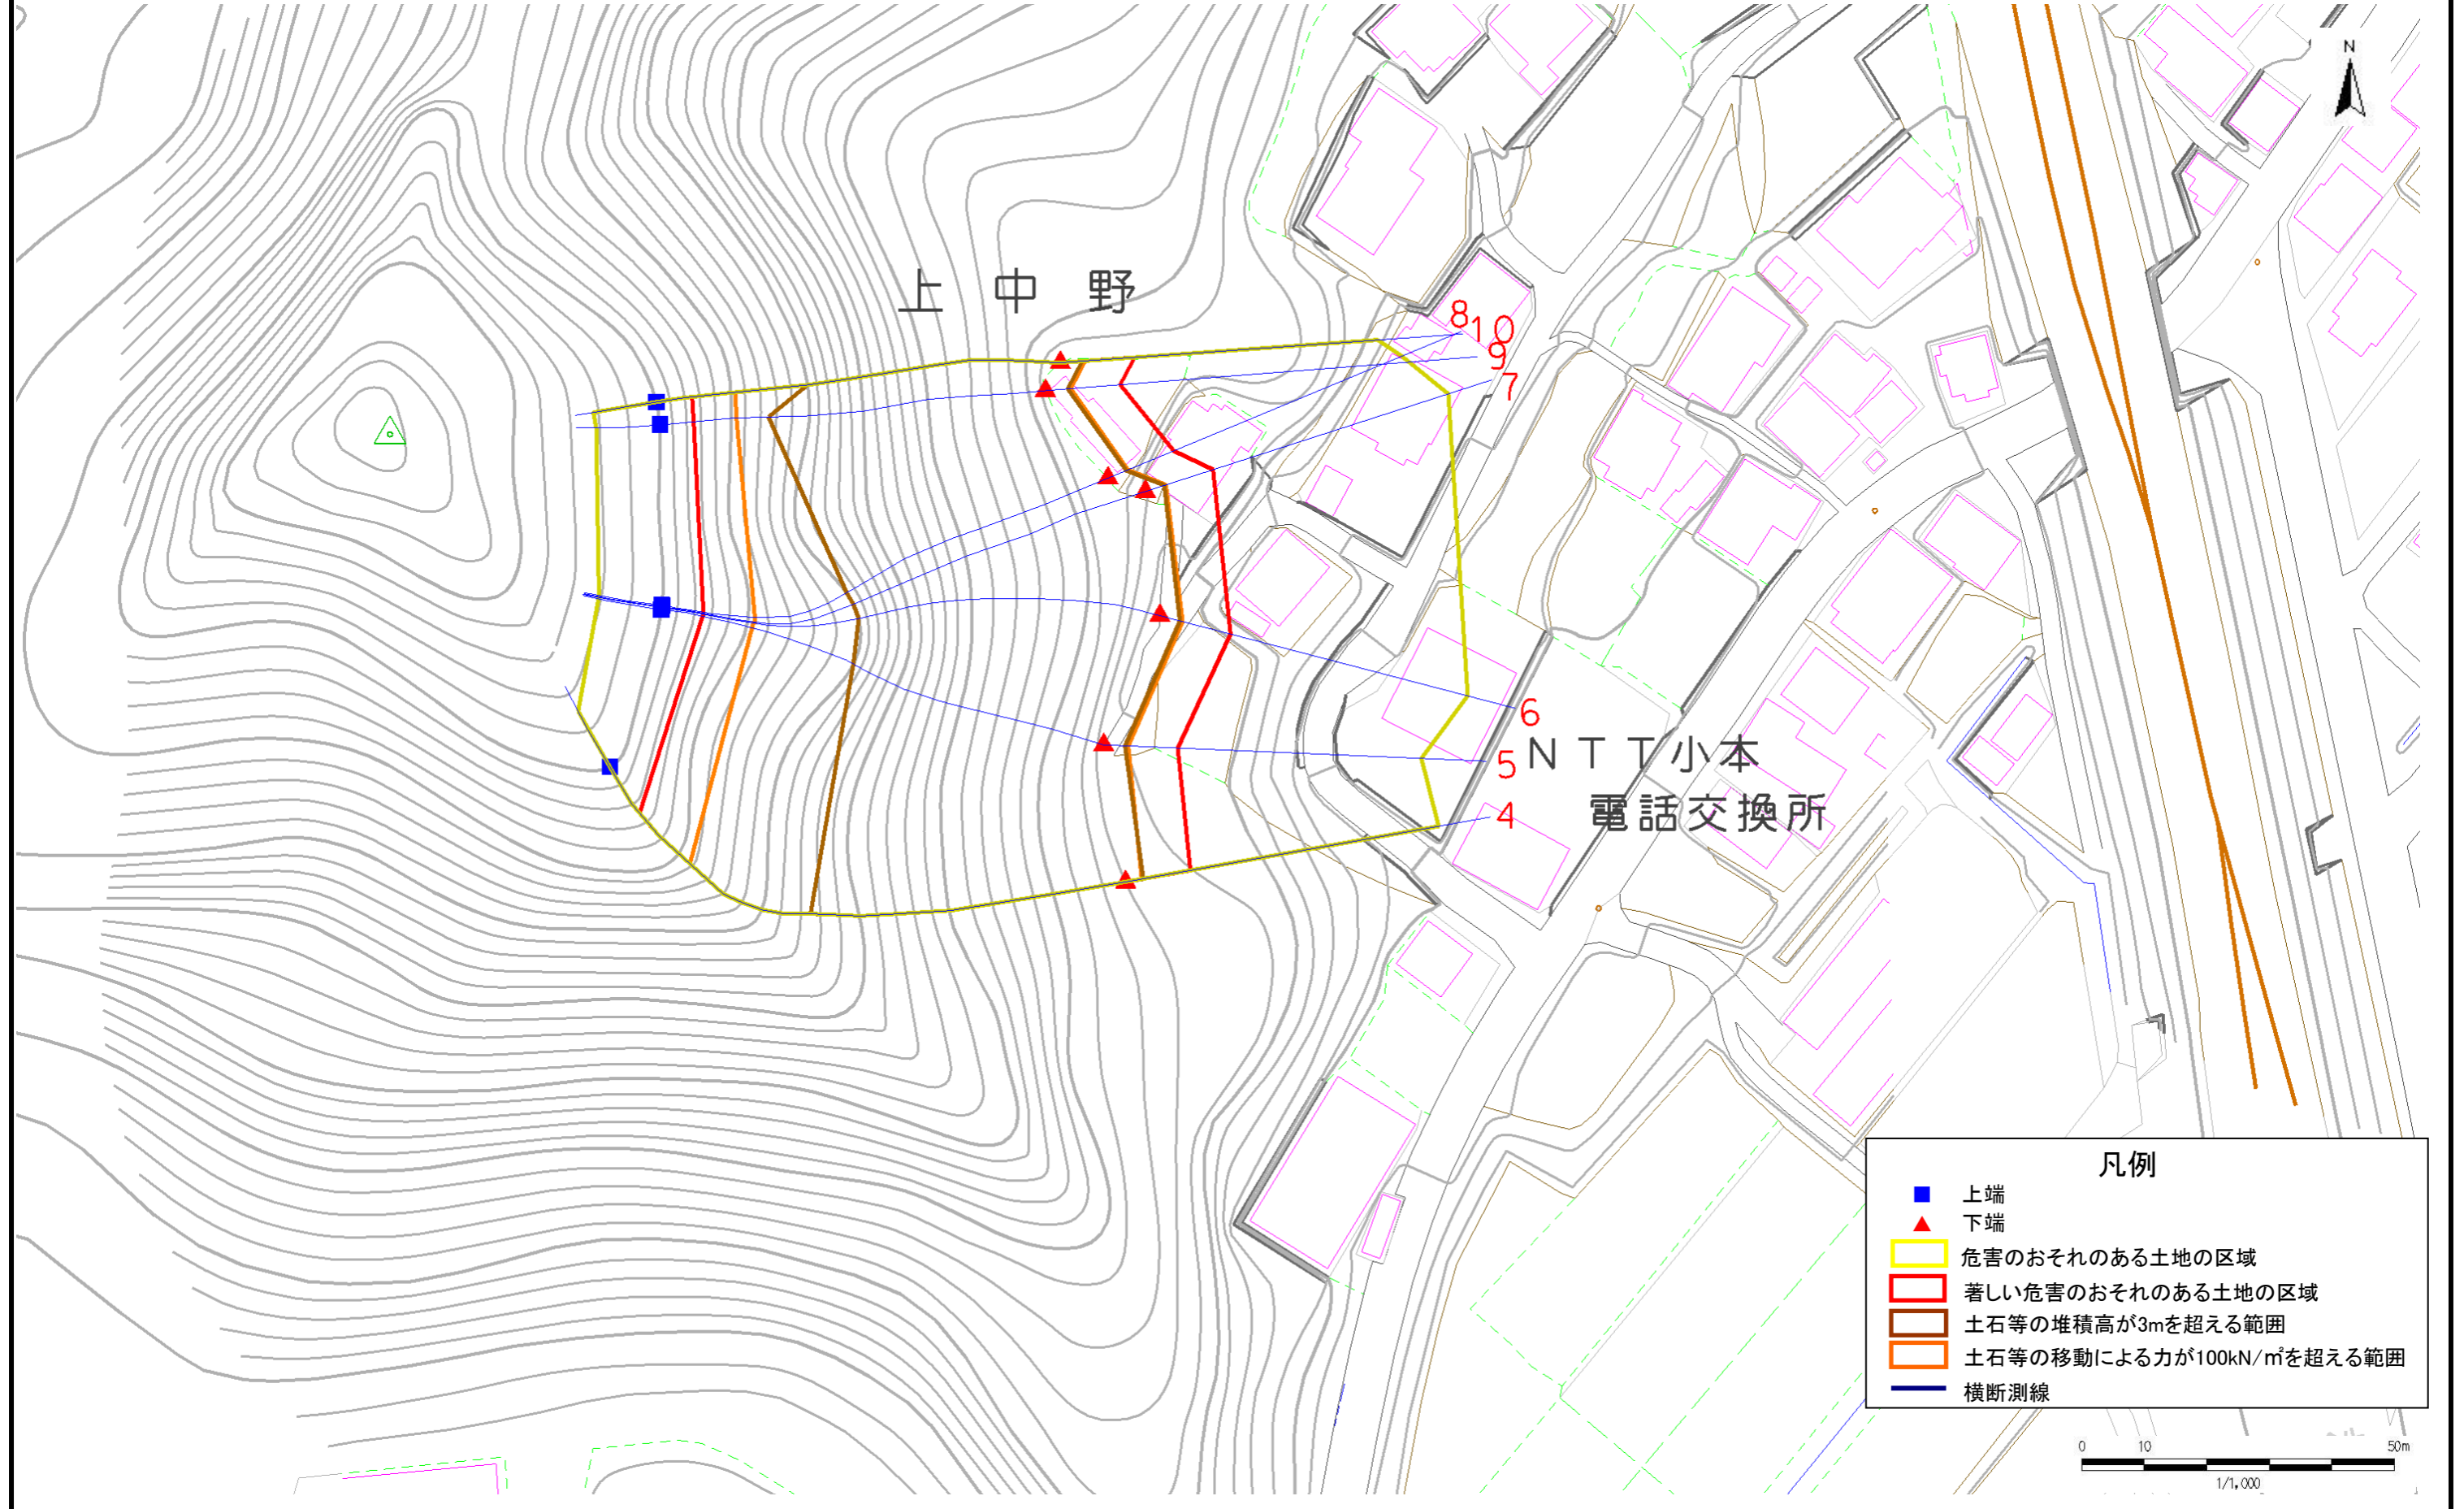 N
上 中 野
8
10
9
7
6
5
4
NTT小本
電話交換所
凡例
上端
下端
危害のおそれのある土地の区域
著しい危害のおそれのある土地の区域
土石等の堆積高が3mを超える範囲
土石等の移動による力が100kN/㎡を超える範囲
横断測線
0 10 50m
1/1,000